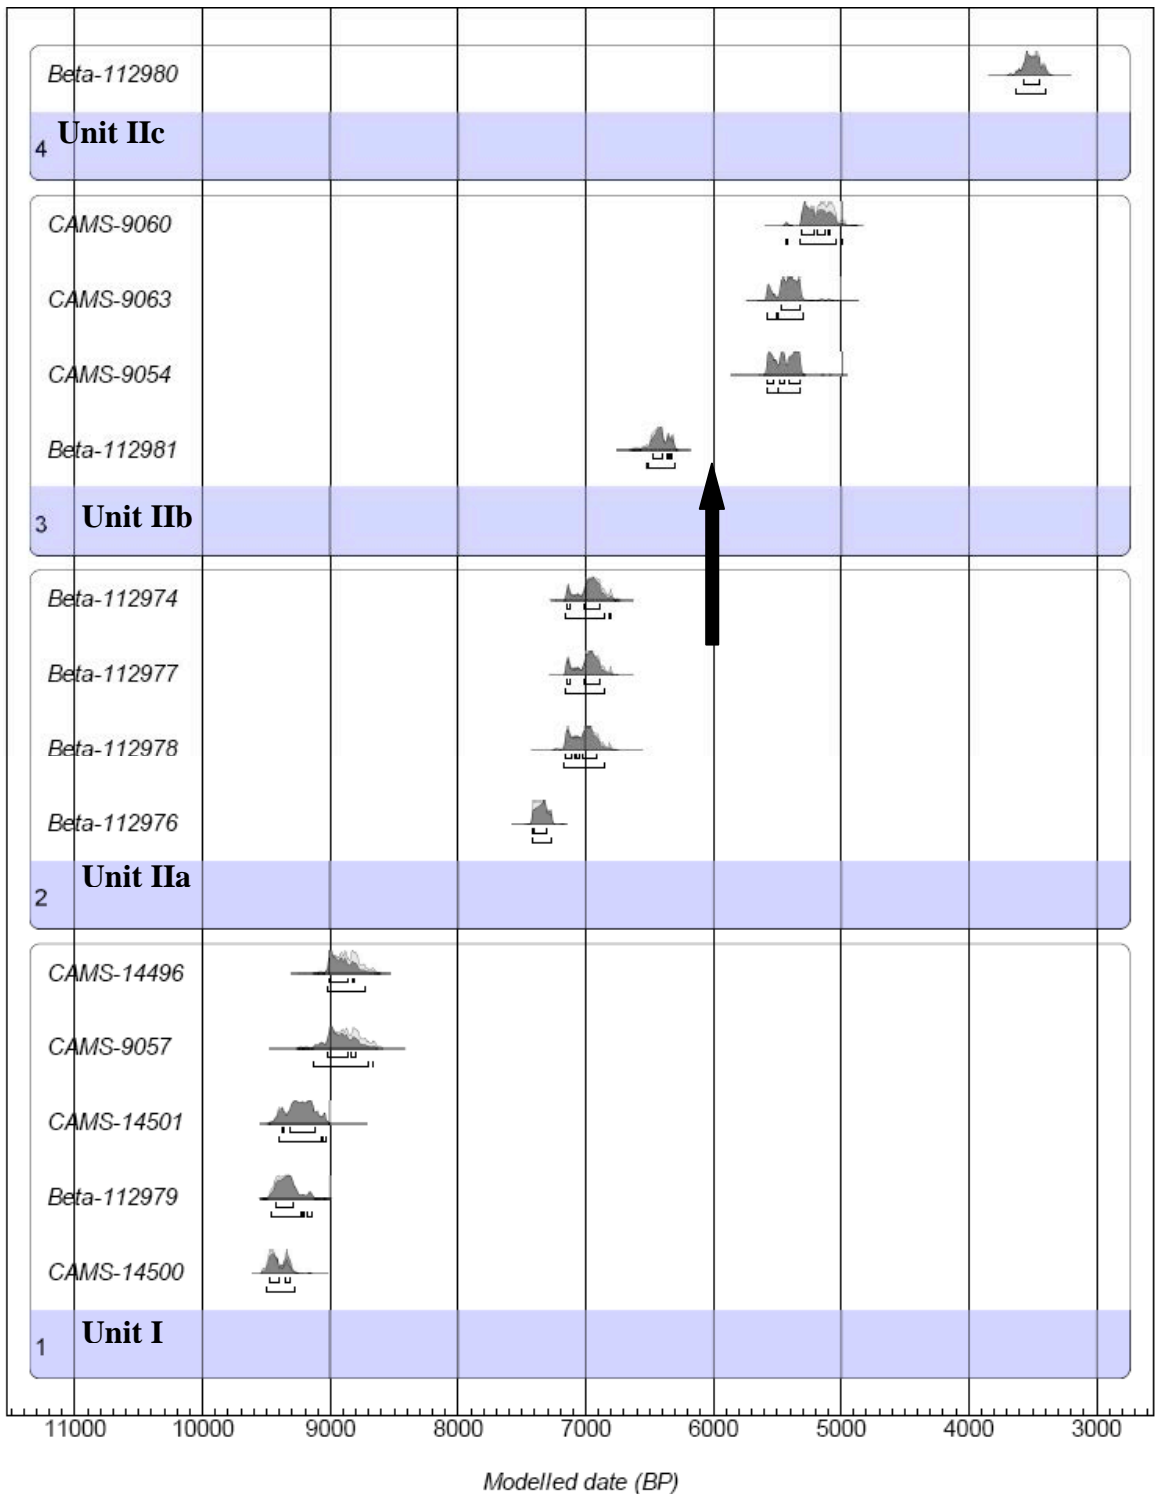 Beta-112980
4 Unit IIc
CAMS-9060
CAMS-9063
CAMS-9054
Beta-112981
3 Unit IIb
Beta-112974
Beta-112977
Beta-112978
Beta-112976
2 Unit IIa
CAMS-14496
CAMS-9057
CAMS-14501
Beta-112979
CAMS-14500
1 Unit I
11000 10000 9000 8000 7000 6000 5000 4000 3000
Modelled date (BP)